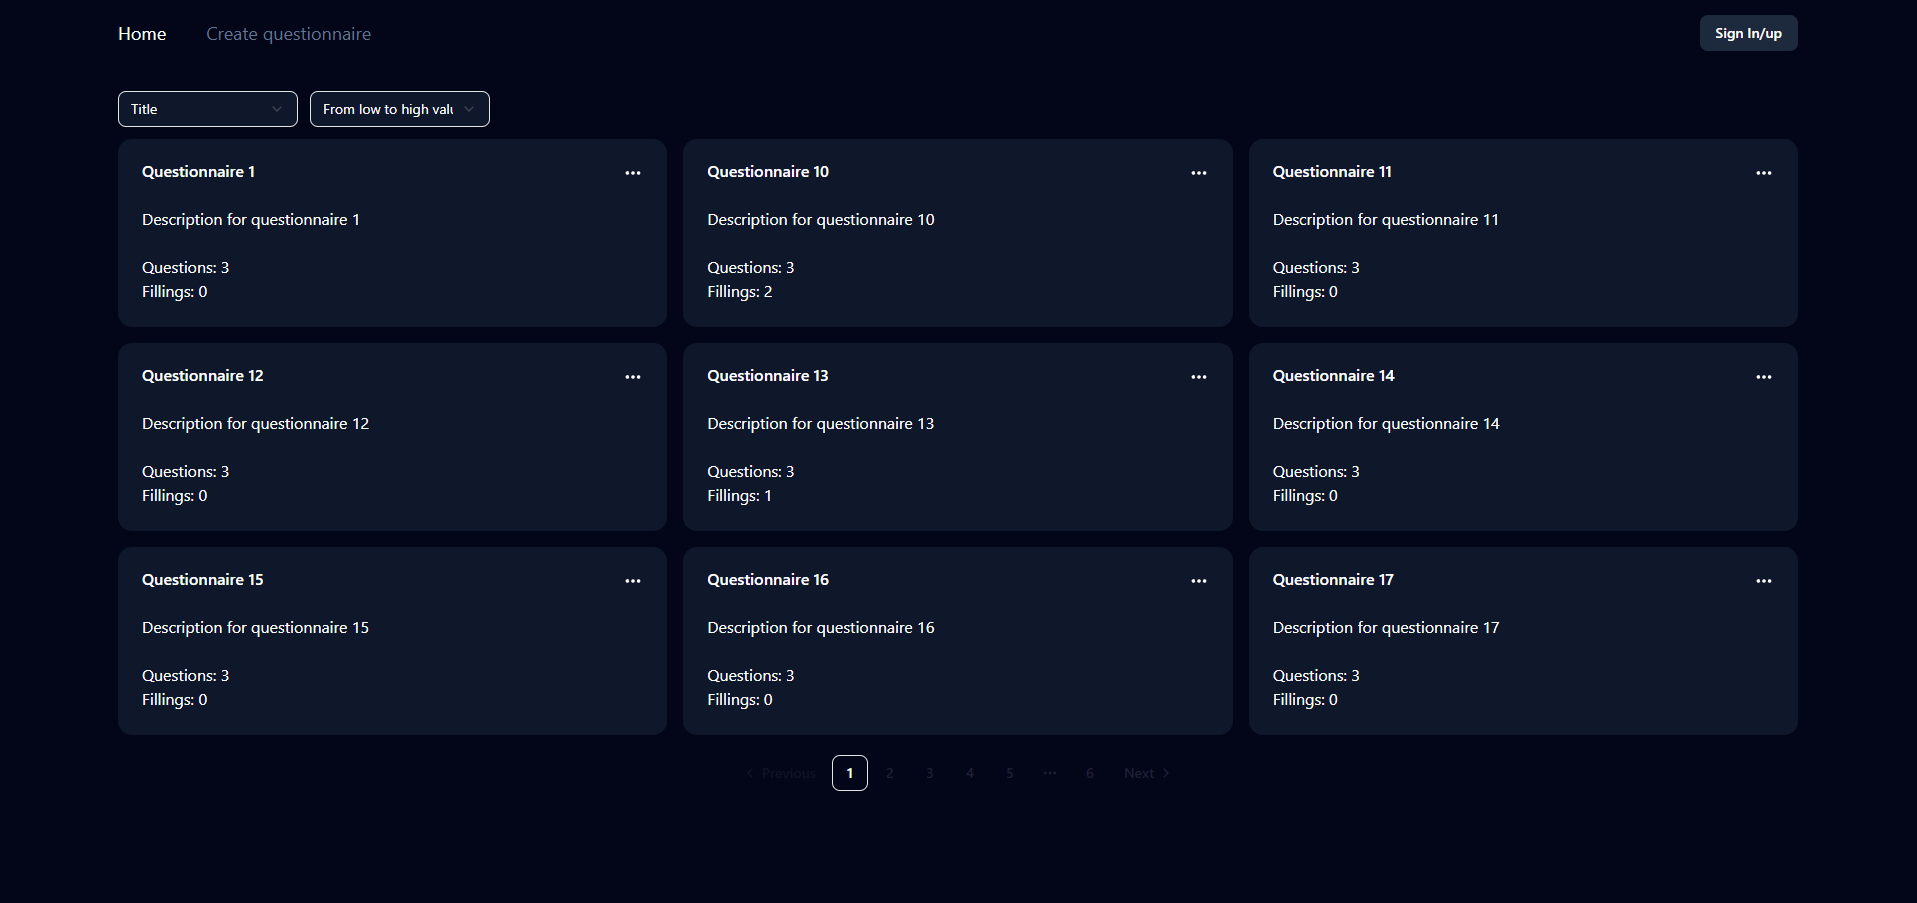 Home Create questionnaire Sign In/up
Title From low to high valu
Questionnaire 1 Questionnaire 10 Questionnaire 11
Description for questionnaire 1 Description for questionnaire 10 Description for questionnaire 11
Questions: 3 Questions: 3 Questions: 3
Fillings: 0 Fillings: 2 Fillings: 0
Questionnaire 12 Questionnaire 13 Questionnaire 14
Description for questionnaire 12 Description for questionnaire 13 Description for questionnaire 14
Questions: 3 Questions: 3 Questions: 3
Fillings: 0 Fillings: 1 Fillings: 0
Questionnaire 15 Questionnaire 16 Questionnaire 17
Description for questionnaire 15 Description for questionnaire 16 Description for questionnaire 17
Questions: 3 Questions: 3 Questions: 3
Fillings: 0 Fillings: 0 Fillings: 0
Previous 1 2 3 4 5 ... 6 Next